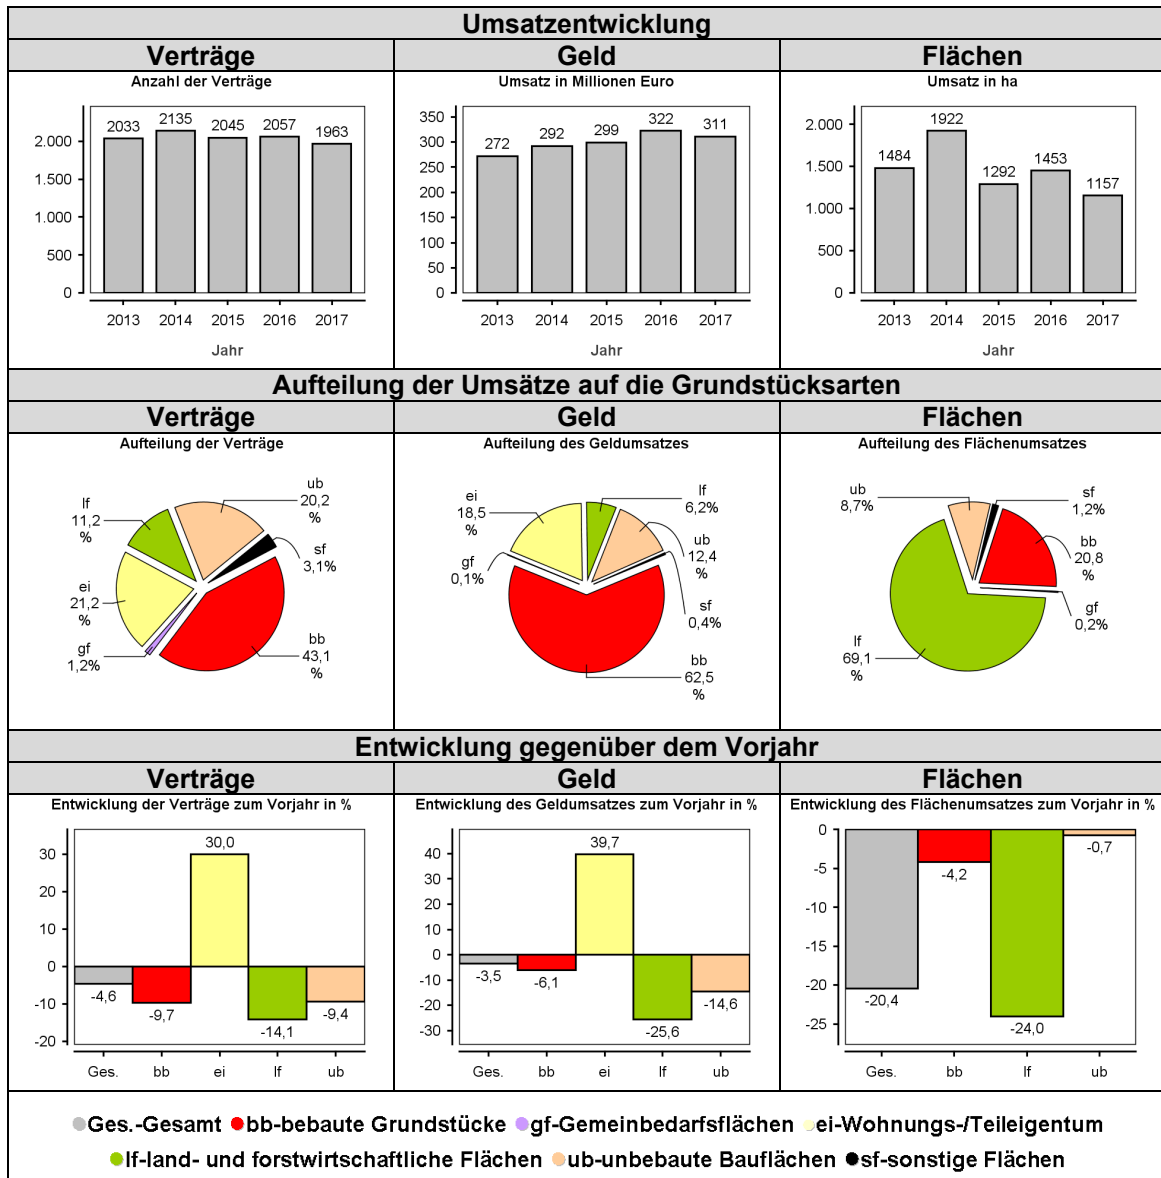 Umsatzentwicklung
Verträge
Geld
Flächen
Anzahl der Verträge
2.000
1.500
1.000
500
0
2033
2135
2045
2057
1963
2013
2014
2015
2016
2017
Jahr
Umsatz in Millionen Euro
350
300
250
200
150
100
50
0
272
292
299
322
311
2013
2014
2015
2016
2017
Jahr
Umsatz in ha
2.000
1.500
1.000
500
0
1484
1922
1292
1453
1157
2013
2014
2015
2016
2017
Jahr
Aufteilung der Umsätze auf die Grundstücksarten
Verträge
Geld
Flächen
Aufteilung der Verträge
ub
20,2
%
lf
11,2
%
sf
3,1%
ei
21,2
%
gf
1,2%
bb
43,1
%
Aufteilung des Geldumsatzes
ei
18,5
%
lf
6,2%
ub
12,4
%
gf
0,1%
sf
0,4%
bb
62,5
%
Aufteilung des Flächenumsatzes
ub
8,7%
sf
1,2%
bb
20,8
%
gf
0,2%
lf
69,1
%
Entwicklung gegenüber dem Vorjahr
Verträge
Geld
Flächen
Entwicklung der Verträge zum Vorjahr in %
30
20
10
0
-10
-20
-4,6
-9,7
30,0
-14,1
-9,4
Ges.
bb
ei
lf
ub
Entwicklung des Geldumsatzes zum Vorjahr in %
40
30
20
10
0
-10
-20
-30
-3,5
-6,1
39,7
-25,6
-14,6
Ges.
bb
ei
lf
ub
Entwicklung des Flächenumsatzes zum Vorjahr in %
0
-5
-10
-15
-20
-25
-20,4
-4,2
-24,0
-0,7
Ges.
bb
lf
ub
Ges.-Gesamt bb-bebaute Grundstücke gf-Gemeinbedarfsflächen ei-Wohnungs-/Teileigentum
lf-land- und forstwirtschaftliche Flächen ub-unbebaute Bauflächen sf-sonstige Flächen